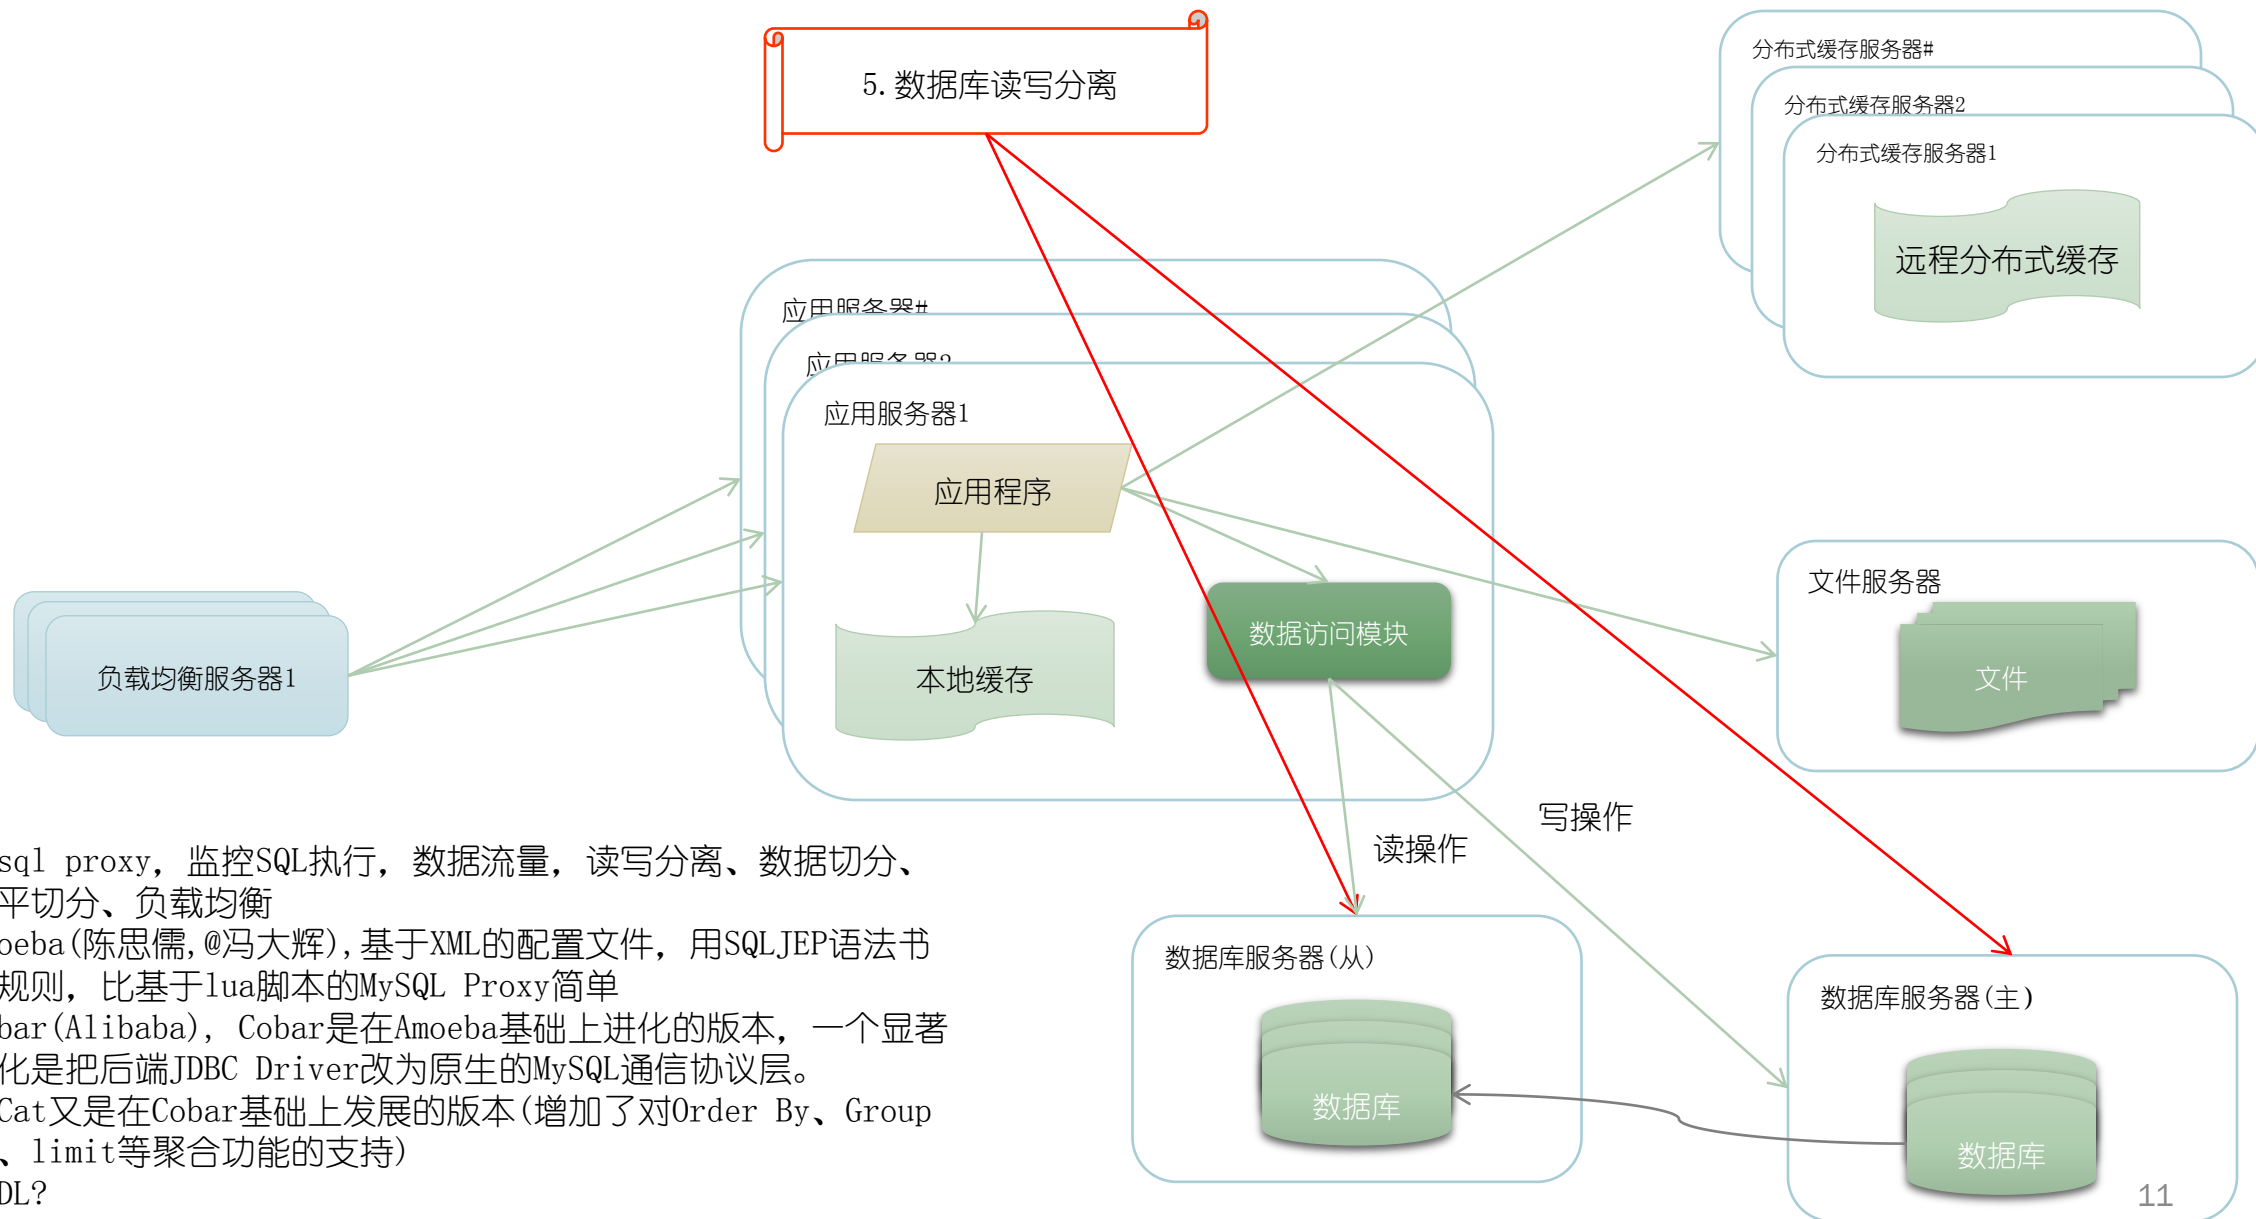 5.数据库读写分离
分布式缓存服务器#
分布式缓存服务器2
分布式缓存服务器1
远程分布式缓存
应用服务器#
应用服务器2
应用服务器1
应用程序
本地缓存
数据访问模块
负载均衡服务器1
文件服务器
文件
写操作
读操作
sql proxy，监控SQL执行，数据流量，读写分离、数据切分、
平切分、负载均衡
oeba(陈思儒,@冯大辉),基于XML的配置文件，用SQLJEP语法书
规则，比基于lua脚本的MySQL Proxy简单
bar(Alibaba), Cobar是在Amoeba基础上进化的版本，一个显著
化是把后端JDBC Driver改为原生的MySQL通信协议层。
Cat又是在Cobar基础上发展的版本(增加了对Order By、Group
、limit等聚合功能的支持)
DL?
数据库服务器(从)
数据库
数据库服务器(主)
数据库
11